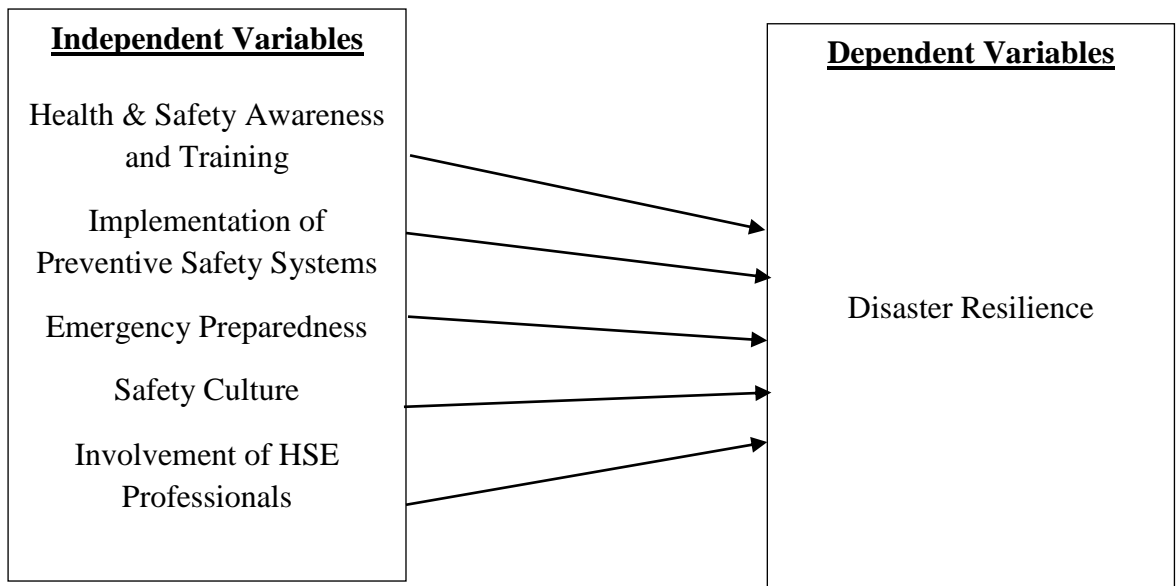 Independent Variables
Health & Safety Awareness
and Training
Implementation of
Preventive Safety Systems
Emergency Preparedness
Safety Culture
Involvement of HSE
Professionals
Dependent Variables
Disaster Resilience